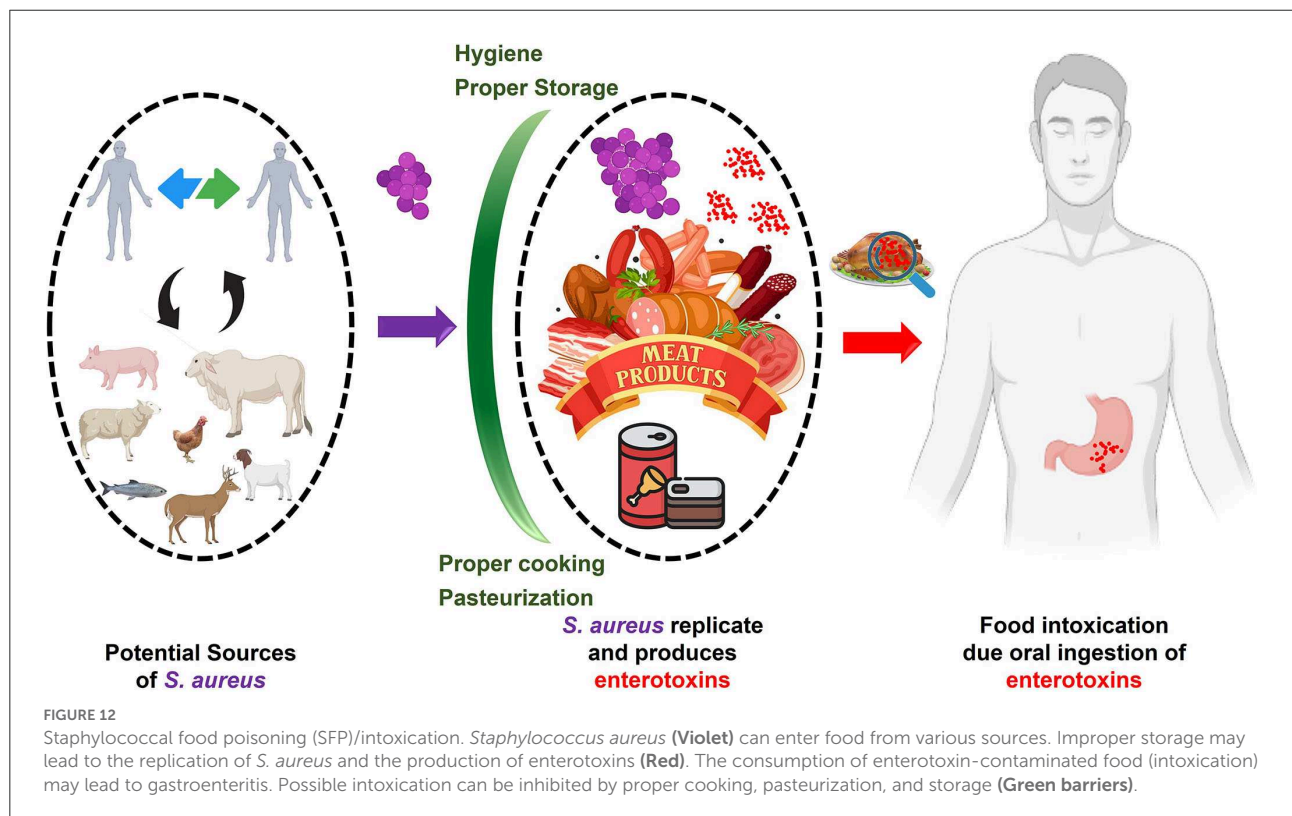 Hygiene
Proper Storage
MEAT
PRODUCTS
Proper cooking
Pasteurization
Potential Sources
of S. aureus
S. aureus replicate
and produces
enterotoxins
Food intoxication
due oral ingestion of
enterotoxins
FIGURE 12
Staphylococcal food poisoning (SFP)/intoxication. Staphylococcus aureus (Violet) can enter food from various sources. Improper storage may
lead to the replication of S. aureus and the production of enterotoxins (Red). The consumption of enterotoxin-contaminated food (intoxication)
may lead to gastroenteritis. Possible intoxication can be inhibited by proper cooking, pasteurization, and storage (Green barriers).